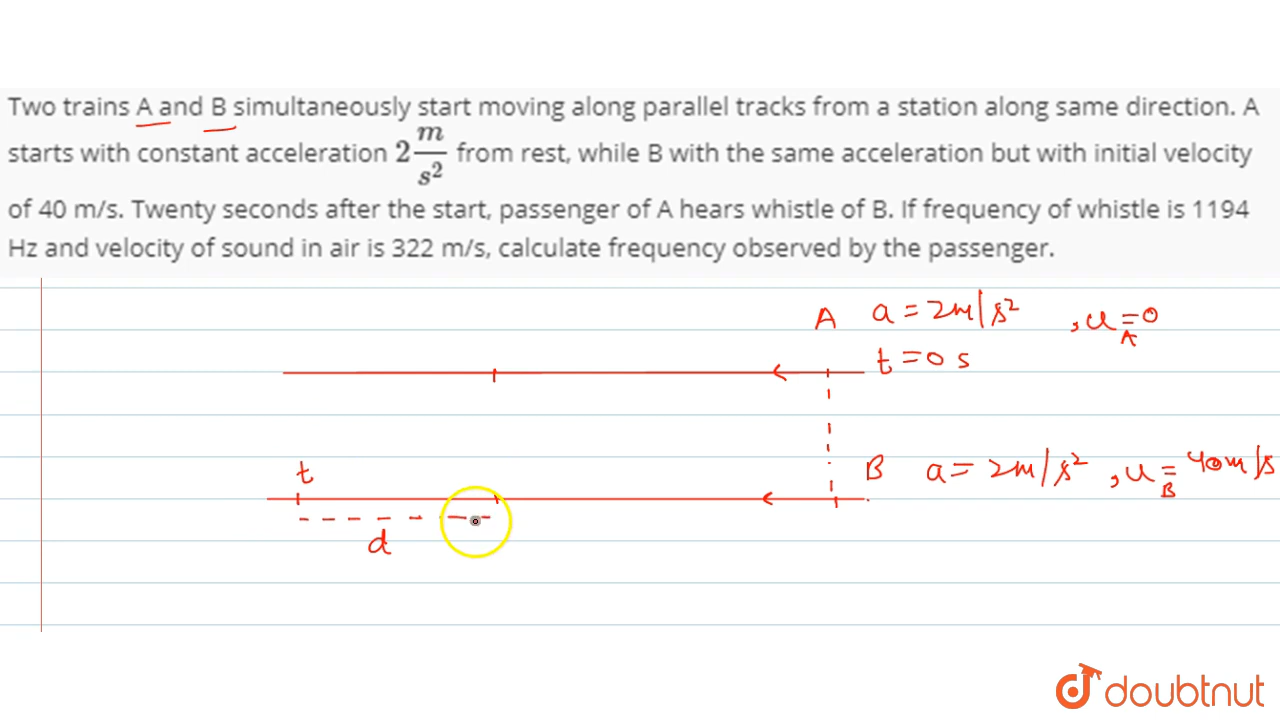 Two trains A and B simultaneously start moving along parallel tracks from a station along same direction. A
starts with constant acceleration 2 m/s² from rest, while B with the same acceleration but with initial velocity
of 40 m/s. Twenty seconds after the start, passenger of A hears whistle of B. If frequency of whistle is 1194
Hz and velocity of sound in air is 322 m/s, calculate frequency observed by the passenger.
A a = 2m/s² , u_A = 0
t = 0 s
t
B a = 2m/s² , u_B = 40m/s
d
doubtnut